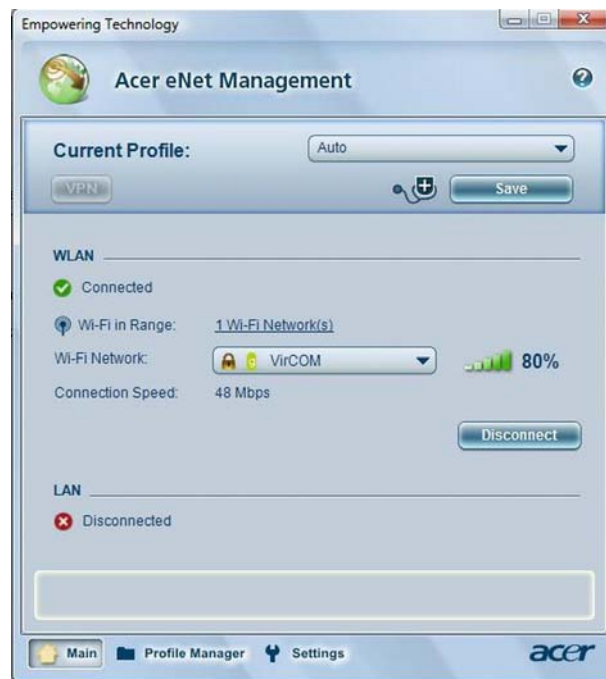 Empowering Technology
Acer eNet Management
Current Profile: Auto
VPN Save
WLAN
Connected
Wi-Fi in Range: 1 Wi-Fi Network(s)
Wi-Fi Network: VirCOM 80%
Connection Speed: 48 Mbps
Disconnect
LAN
Disconnected
Main Profile Manager Settings acer